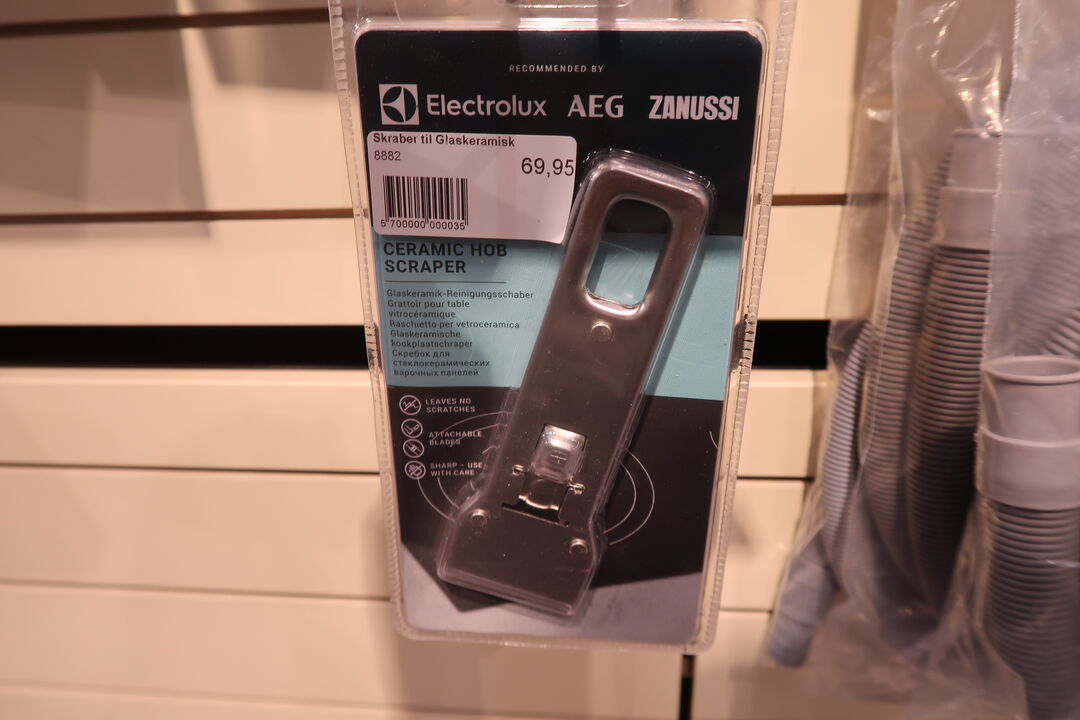 RECOMMENDED BY
Electrolux AEG ZANUSSI
Skraber til Glaskeramisk
8882
69,95
5 700000 000035
CERAMIC HOB
SCRAPER
Glaskeramik-Reinigungsschaber
Grattoir pour table
vitrocéramique
Raschietto per vetroceramica
Glaskeramische
kookplaatschraper
Скребок для
стеклокерамических
варочных панелей
LEAVES NO
SCRATCHES
ATTACHABLE
BLADES
SHARP - USE
WITH CARE